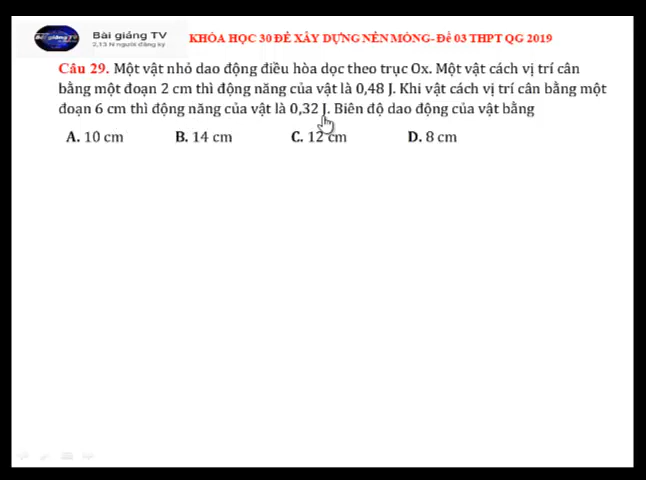 Bài giảng TV
2,13 N người đăng ký
KHÓA HỌC 30 ĐỀ XÂY DỰNG NỀN MÓNG- Đề 03 THPT QG 2019
Câu 29. Một vật nhỏ dao động điều hòa dọc theo trục Ox. Một vật cách vị trí cân
bằng một đoạn 2 cm thì động năng của vật là 0,48 J. Khi vật cách vị trí cân bằng một
đoạn 6 cm thì động năng của vật là 0,32 J. Biên độ dao động của vật bằng
A. 10 cm B. 14 cm C. 12 cm D. 8 cm